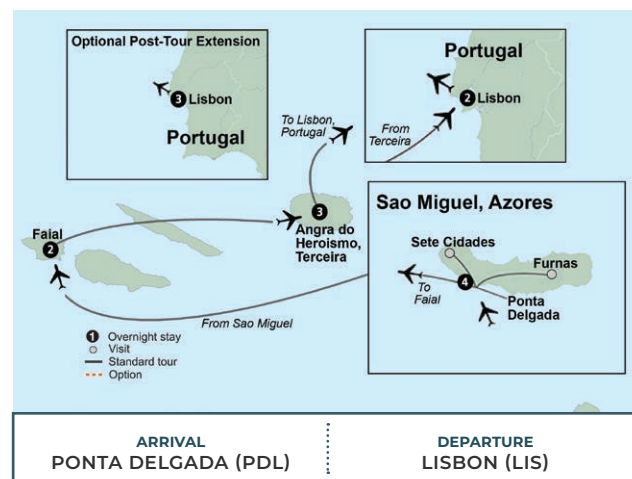 Optional Post-Tour Extension
3 Lisbon
Portugal
Portugal
2 Lisbon
From
Terceira
To Lisbon,
Portugal
3
Angra do
Heroismo,
Terceira
Faial
2
From Sao Miguel
Sao Miguel, Azores
Sete Cidades
Furnas
4
To
Faial
Ponta
Delgada
1 Overnight stay
Visit
Standard tour
Option
ARRIVAL
PONTA DELGADA (PDL)
DEPARTURE
LISBON (LIS)